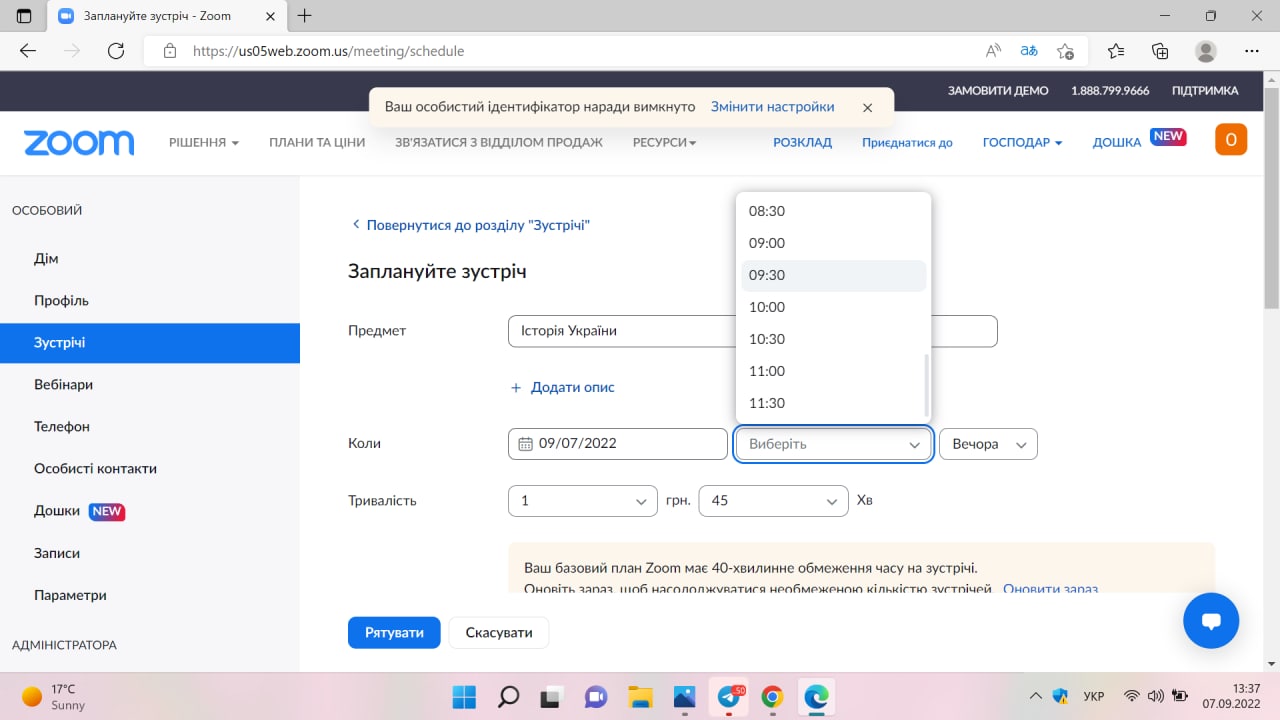 Заплануйте зустріч - Zoom
https://us05web.zoom.us/meeting/schedule
ЗАМОВИТИ ДЕМО 1.888.799.9666 ПІДТРИМКА
Ваш особистий ідентифікатор наради вимкнуто Змінити настройки
zoom РІШЕННЯ ПЛАНИ ТА ЦІНИ ЗВ'ЯЗАТИСЯ З ВІДДІЛОМ ПРОДАЖ РЕСУРСИ РОЗКЛАД Приєднатися до ГОСПОДАР ДОШКА NEW О
ОСОБОВИЙ
Дім
Профіль
Зустрічі
Вебінари
Телефон
Особисті контакти
Дошки NEW
Записи
Параметри
АДМІНІСТРАТОРА
Повернутися до розділу "Зустрічі"
Заплануйте зустріч
Предмет Історія України
+ Додати опис
08:30
09:00
09:30
10:00
10:30
11:00
11:30
Коли 09/07/2022 Виберіть Вечора
Тривалість 1 грн. 45 Хв
Ваш базовий план Zoom має 40-хвилинне обмеження часу на зустрічі.
Оновіть зараз, щоб насолоджуватися необмеженою кількістю зустрічей. Оновити зараз
Рятувати Скасувати
17°C
Sunny
50
УКР
13:37
07.09.2022